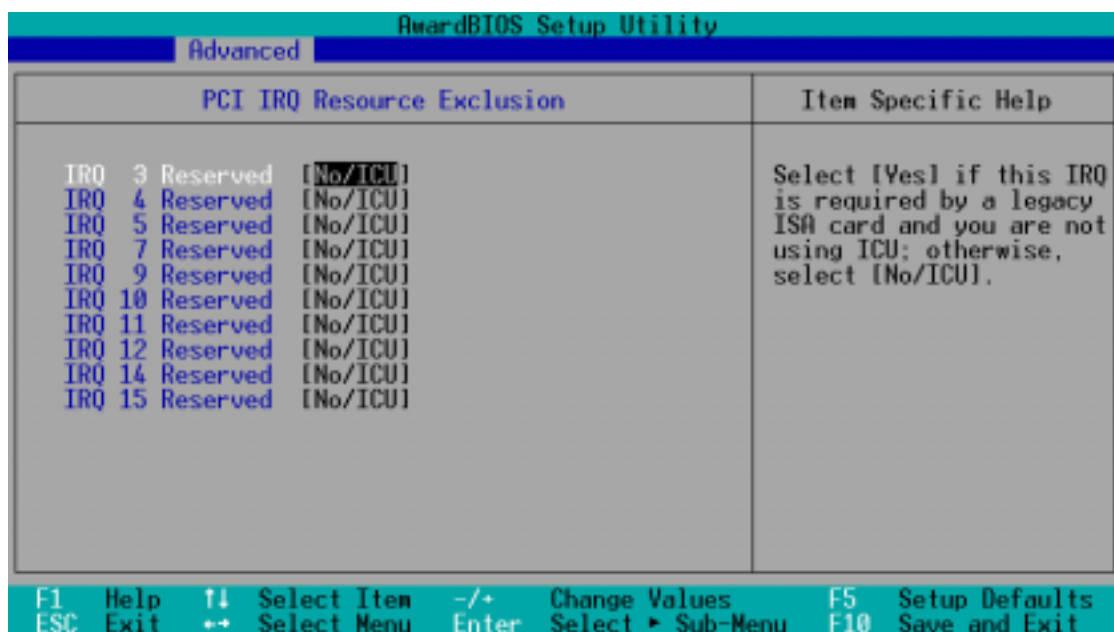 AwardBIOS Setup Utility
Advanced
PCI IRQ Resource Exclusion
IRQ 3 Reserved [No/ICU]
IRQ 4 Reserved [No/ICU]
IRQ 5 Reserved [No/ICU]
IRQ 7 Reserved [No/ICU]
IRQ 9 Reserved [No/ICU]
IRQ 10 Reserved [No/ICU]
IRQ 11 Reserved [No/ICU]
IRQ 12 Reserved [No/ICU]
IRQ 14 Reserved [No/ICU]
IRQ 15 Reserved [No/ICU]
Item Specific Help
Select [Yes] if this IRQ
is required by a legacy
ISA card and you are not
using ICU; otherwise,
select [No/ICU].
F1 Help ↑↓ Select Item -/+ Change Values F5 Setup Defaults
ESC Exit ←→ Select Menu Enter Select ► Sub-Menu F10 Save and Exit